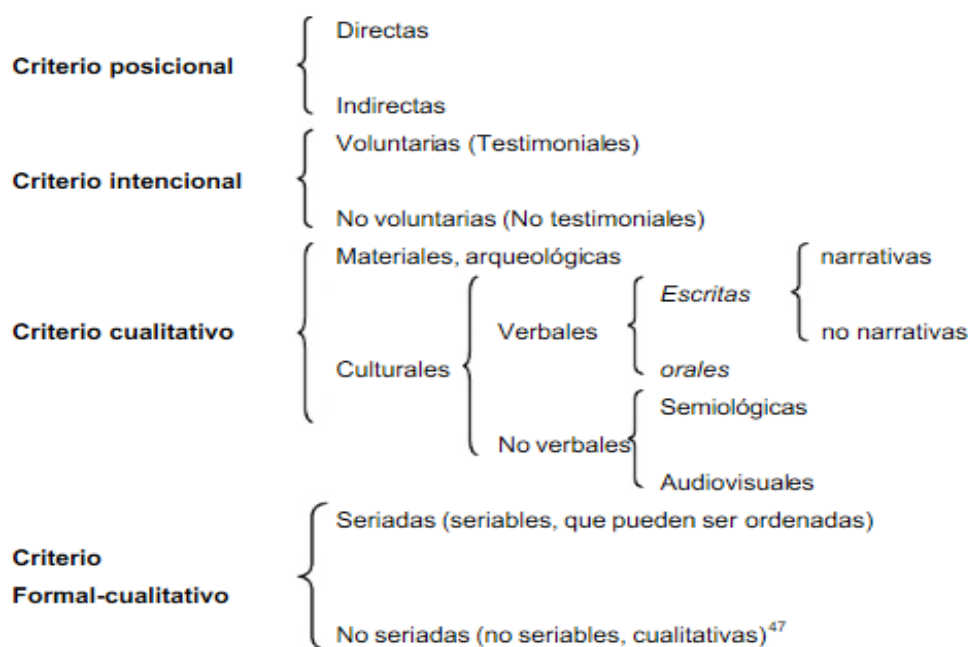 Directas
Criterio posicional
Indirectas
Voluntarias (Testimoniales)
Criterio intencional
No voluntarias (No testimoniales)
Materiales, arqueológicas
narrativas
Escritas
Criterio cualitativo
Verbales
no narrativas
Culturales
orales
Semiológicas
No verbales
Audiovisuales
Seriadas (seriables, que pueden ser ordenadas)
Criterio
Formal-cualitativo
No seriadas (no seriables, cualitativas)47